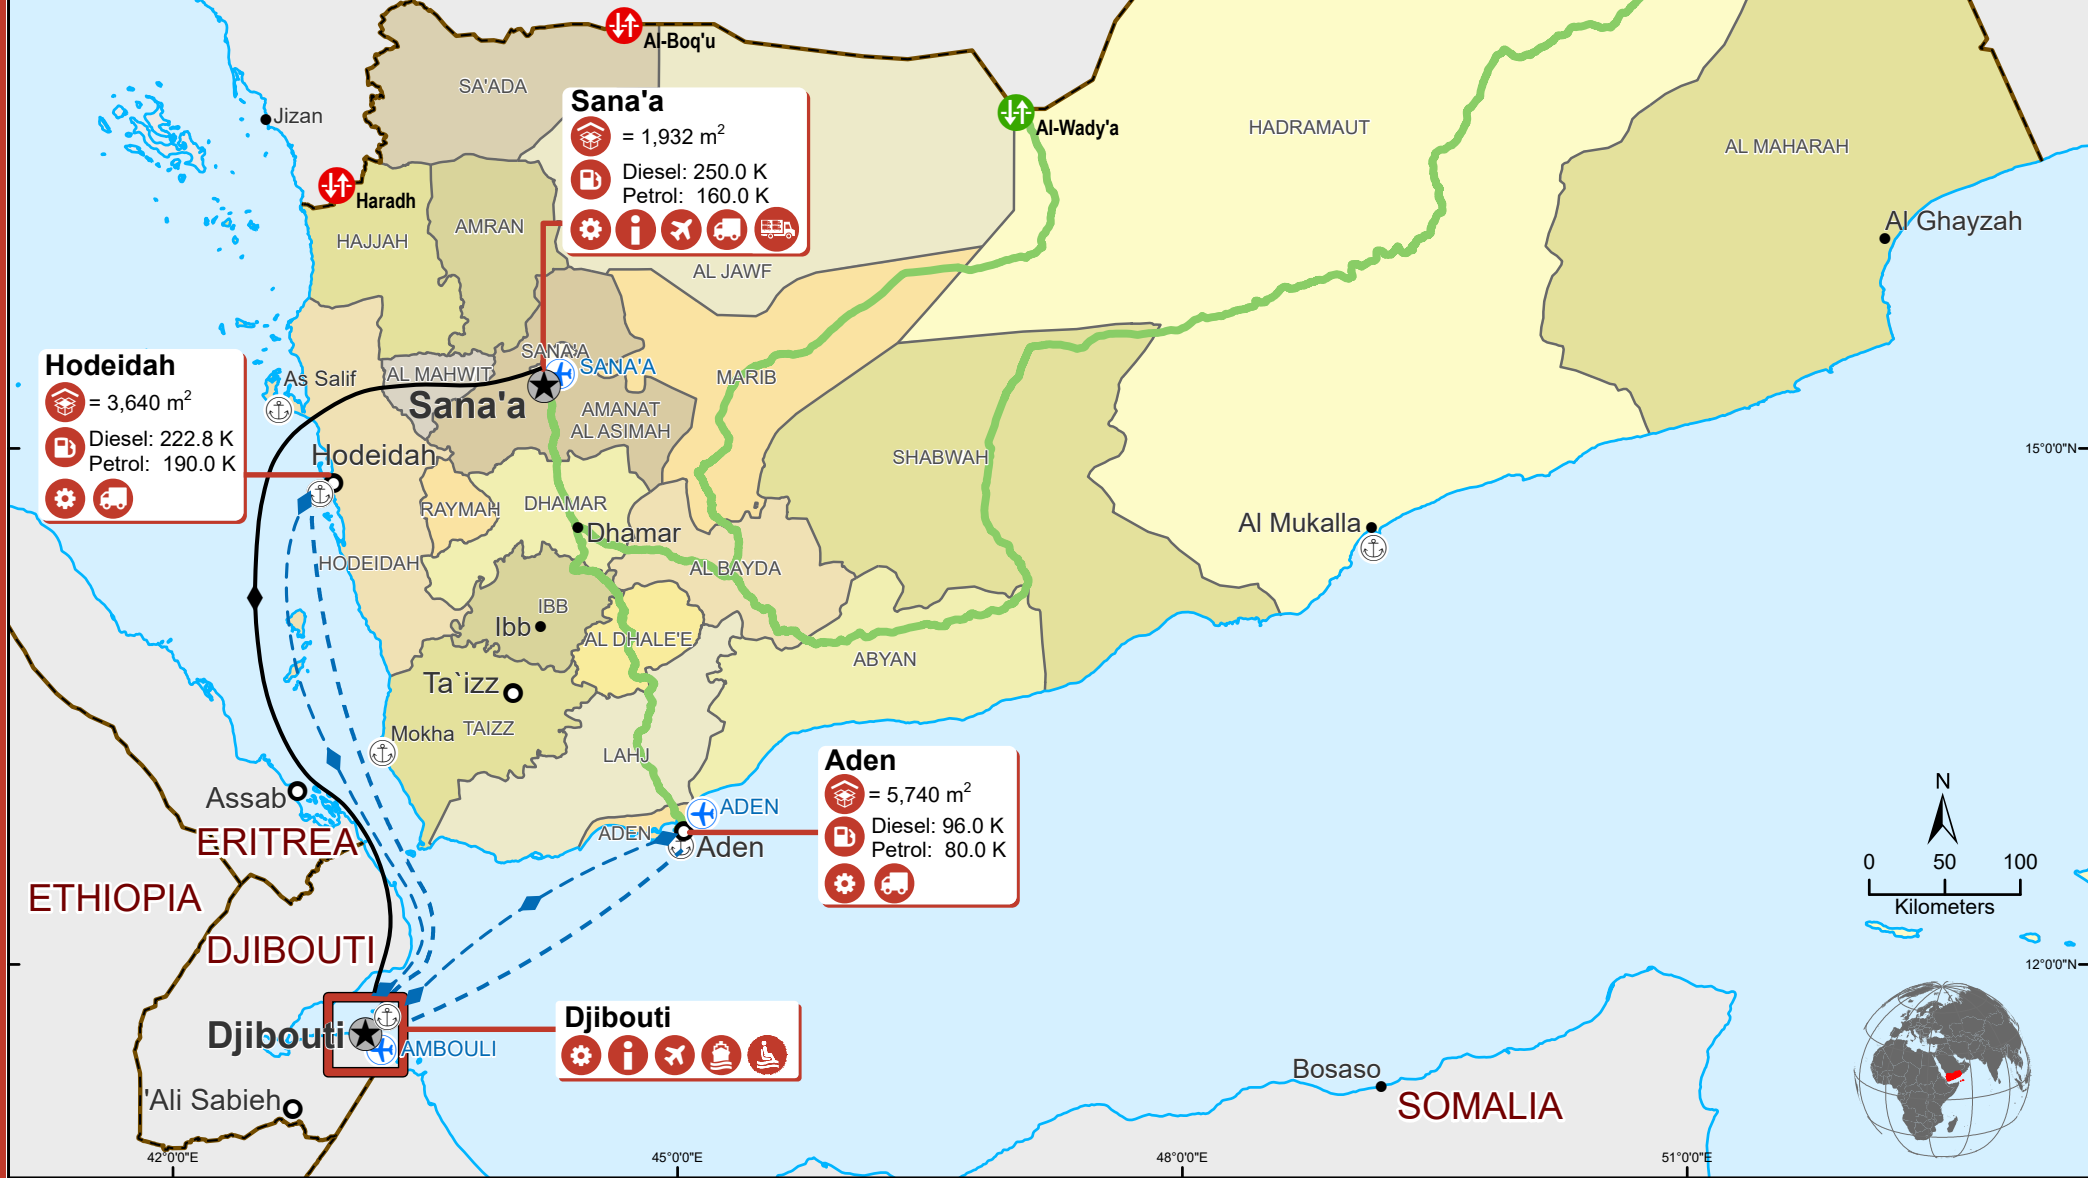 Al-Boq'u
SA'ADA
Sana'a
= 1,932 m2
Diesel: 250.0 K
Petrol: 160.0 K
Jizan
Al-Wady'a
HADRAMAUT
AL MAHARAH
Haradh
HAJJAH
AMRAN
Al Ghayzah
AL JAWF
Hodeidah
= 3,640 m2
Diesel: 222.8 K
Petrol: 190.0 K
As Salif
AL MAHWIT
SANA'A
SANA'A
Sana'a
MARIB
AMANAT
AL ASIMAH
Hodeidah
SHABWAH
15°0'0"N
RAYMAH
DHAMAR
Dhamar
Al Mukalla
HODEIDAH
AL BAYDA
IBB
Ibb
AL DHALE'E
ABYAN
Ta`izz
Mokha
TAIZZ
LAHJ
Aden
= 5,740 m2
Diesel: 96.0 K
Petrol: 80.0 K
Assab
ADEN
ADEN
Aden
ERITREA
ETHIOPIA
DJIBOUTI
N
0 50 100
Kilometers
12°0'0"N
Djibouti
Djibouti
AMBOULI
'Ali Sabieh
Bosaso
SOMALIA
42°0'0"E
45°0'0"E
48°0'0"E
51°0'0"E